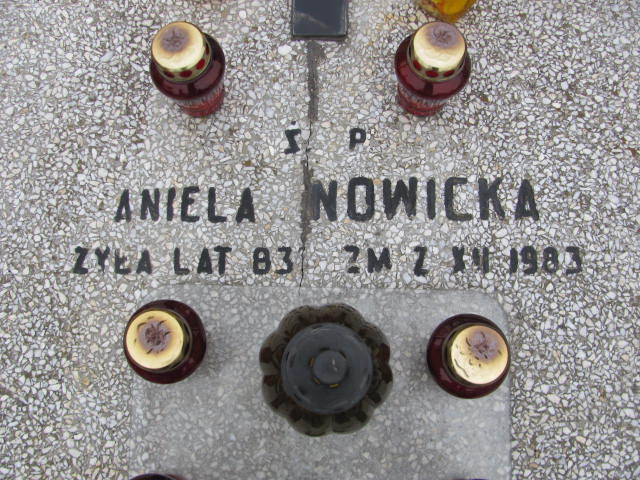 Ś P
ANIELA NOWICKA
ŻYŁA LAT 83 ZM 2 XII 1983